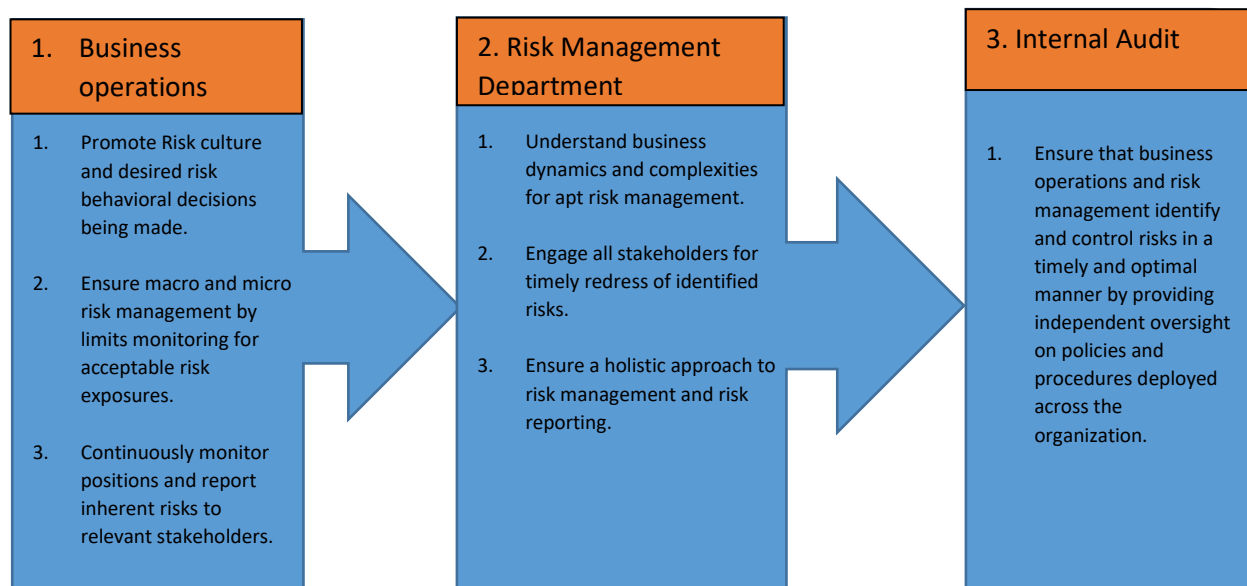 1. Business
operations
1. Promote Risk culture
and desired risk
behavioral decisions
being made.
2. Ensure macro and micro
risk management by
limits monitoring for
acceptable risk
exposures.
3. Continuously monitor
positions and report
inherent risks to
relevant stakeholders.
2. Risk Management
Department
1. Understand business
dynamics and complexities
for apt risk management.
2. Engage all stakeholders for
timely redress of identified
risks.
3. Ensure a holistic approach to
risk management and risk
reporting.
3. Internal Audit
1. Ensure that business
operations and risk
management identify
and control risks in a
timely and optimal
manner by providing
independent oversight
on policies and
procedures deployed
across the
organization.